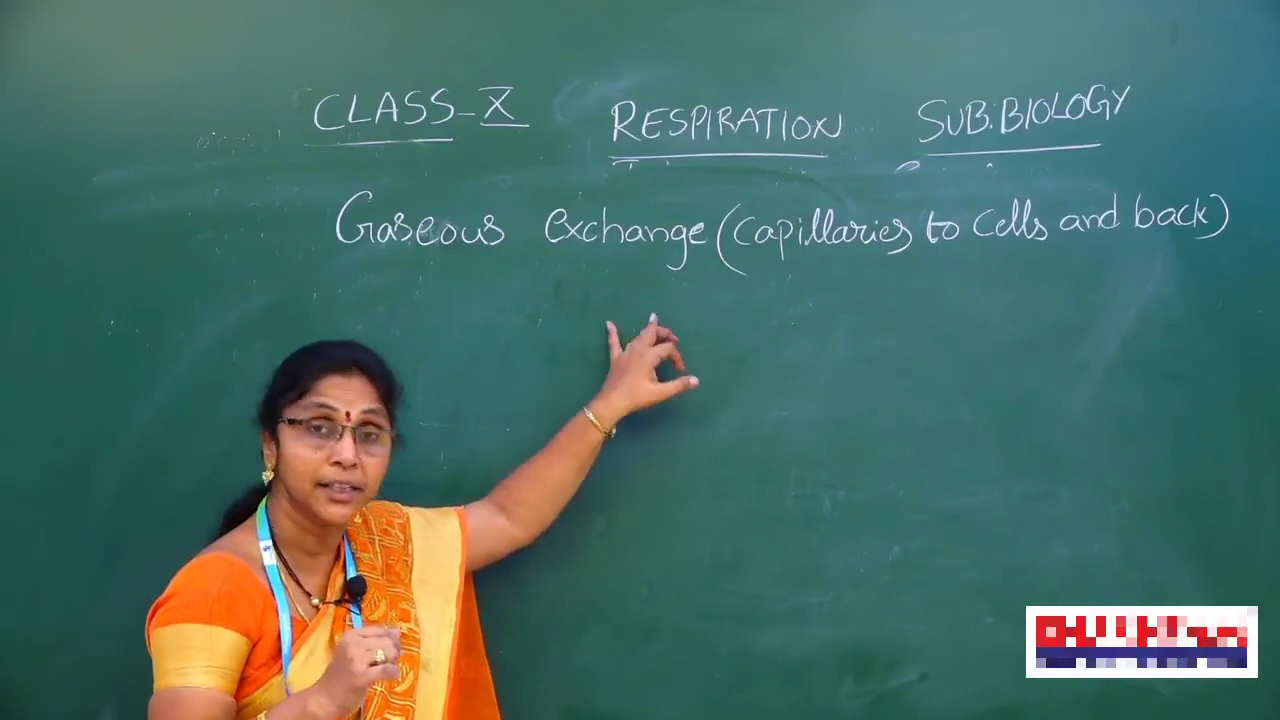 CLASS-X RESPIRATION SUB:BIOLOGY
Gaseous exchange (capillaries to cells and back)